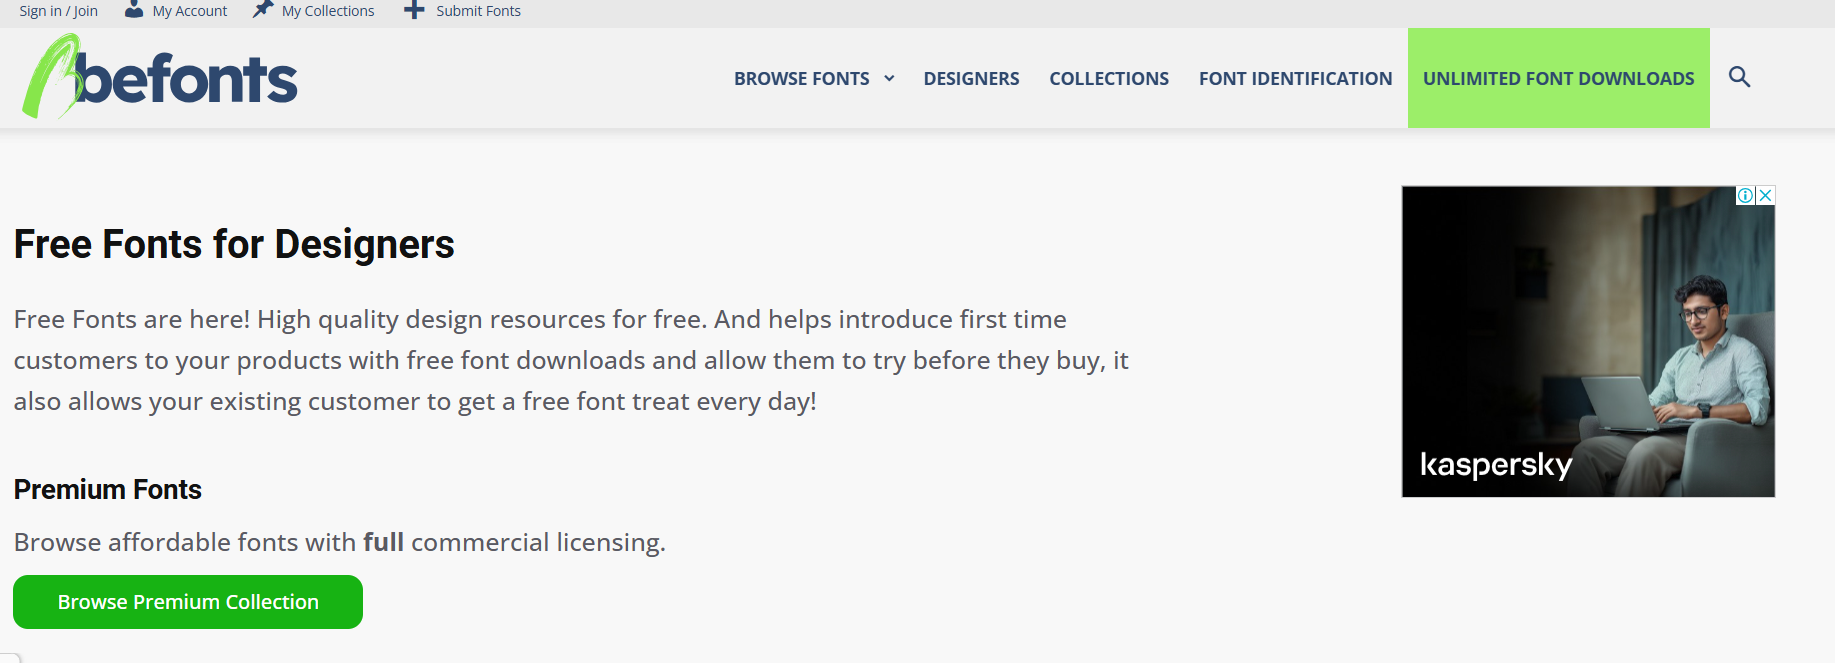 Sign in / Join My Account My Collections Submit Fonts
befonts
BROWSE FONTS DESIGNERS COLLECTIONS FONT IDENTIFICATION UNLIMITED FONT DOWNLOADS
Free Fonts for Designers
Free Fonts are here! High quality design resources for free. And helps introduce first time
customers to your products with free font downloads and allow them to try before they buy, it
also allows your existing customer to get a free font treat every day!
kaspersky
Premium Fonts
Browse affordable fonts with full commercial licensing.
Browse Premium Collection